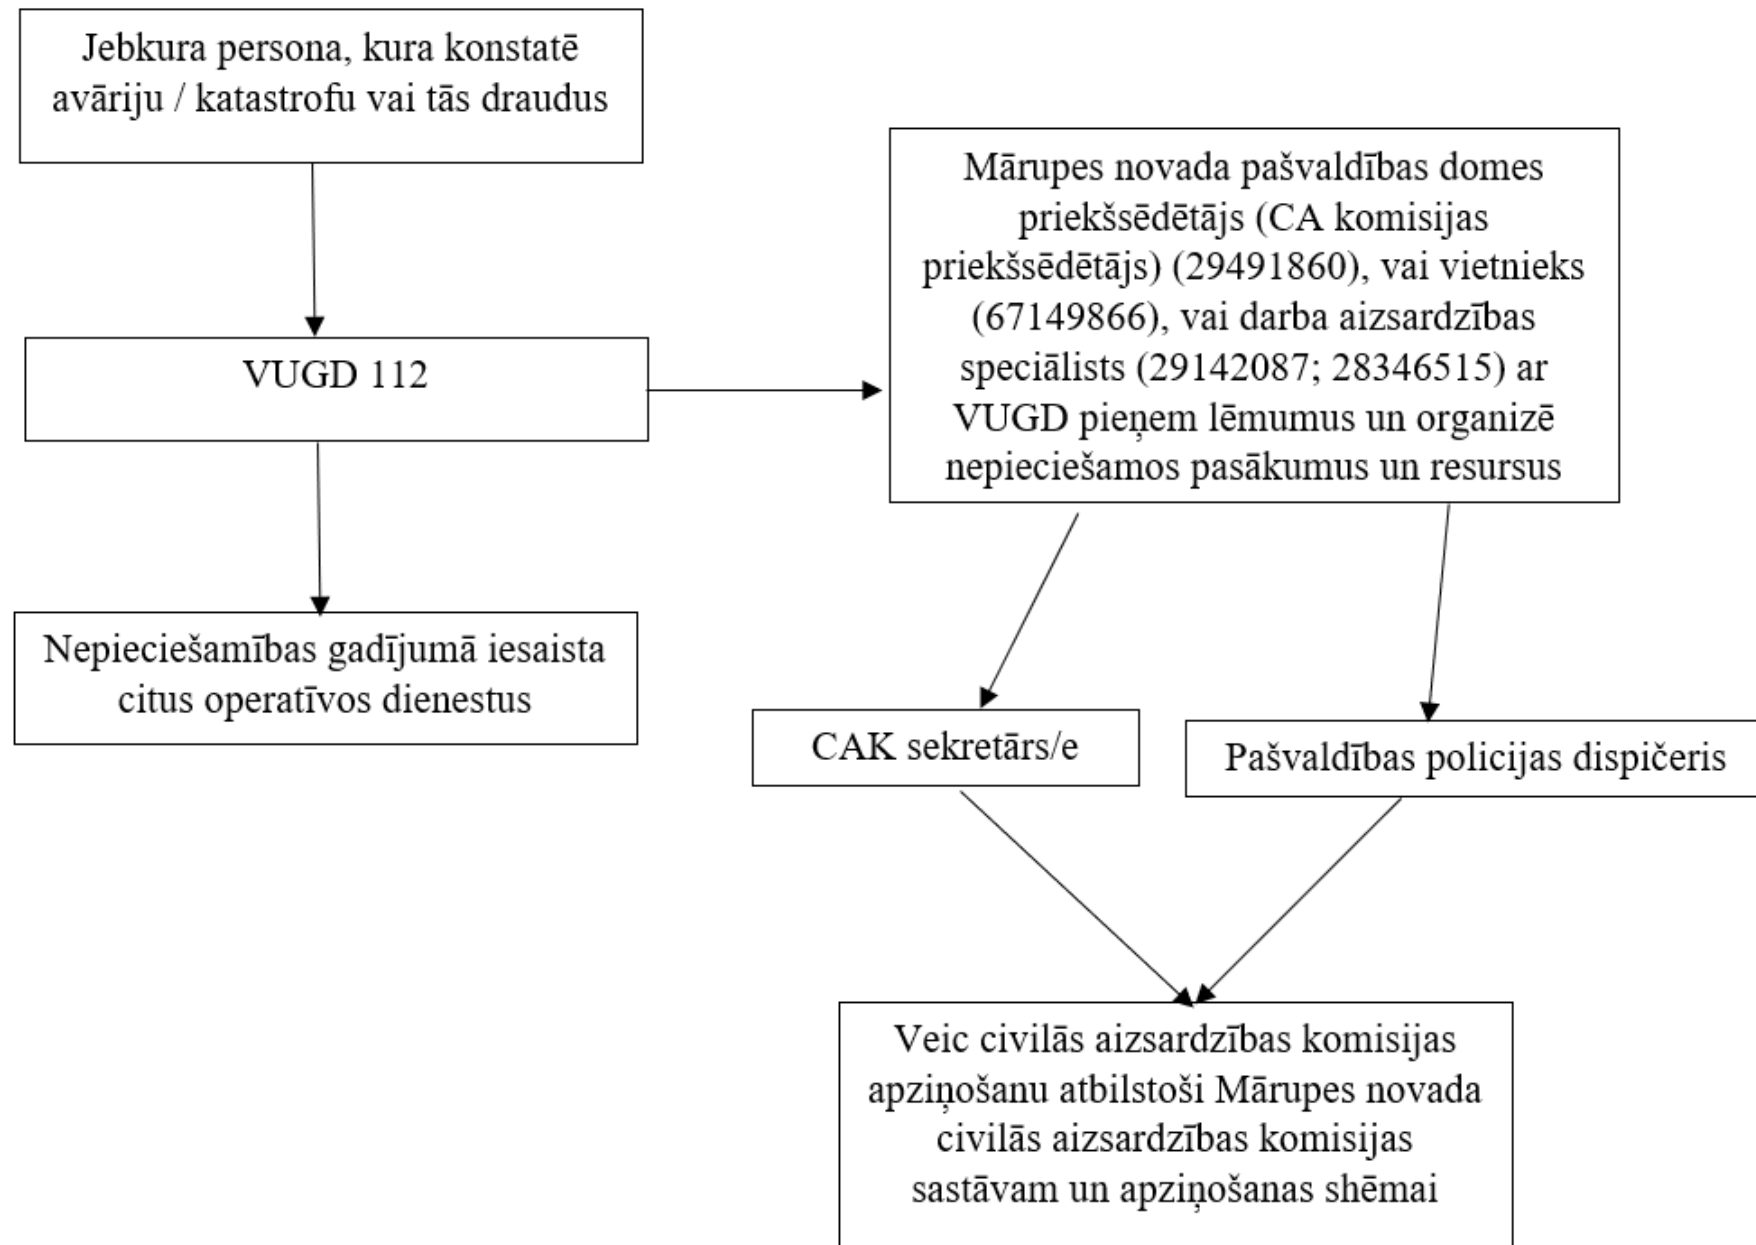 Jebkura persona, kura konstatē
avāriju / katastrofu vai tās draudus
VUGD 112
Nepieciešamības gadījumā iesaista
citus operatīvos dienestus
Mārupes novada pašvaldības domes
priekšsēdētājs (CA komisijas
priekšsēdētājs) (29491860), vai vietnieks
(67149866), vai darba aizsardzības
speciālists (29142087; 28346515) ar
VUGD pieņem lēmumus un organizē
nepieciešamos pasākumus un resursus
CAK sekretārs/e
Pašvaldības policijas dispičeris
Veic civilās aizsardzības komisijas
apziņošanu atbilstoši Mārupes novada
civilās aizsardzības komisijas
sastāvam un apziņošanas shēmai